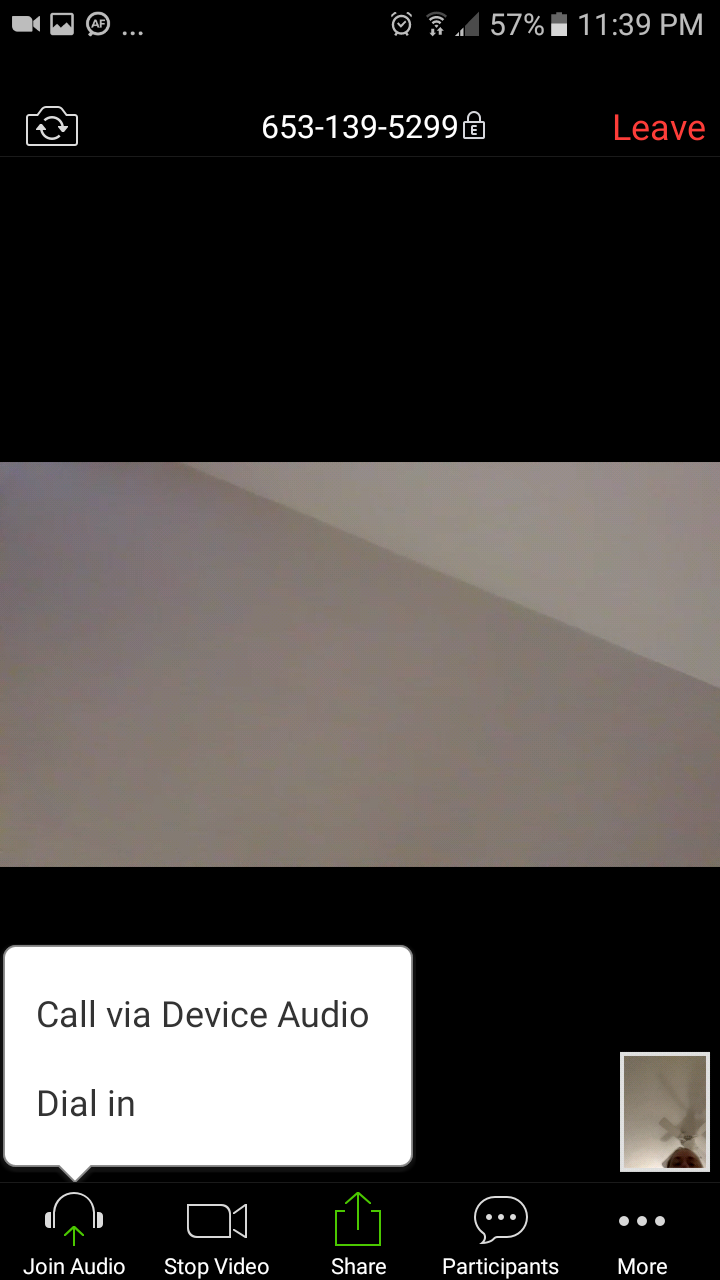 AF ... 57% 11:39 PM
653-139-5299 E Leave
Call via Device Audio
Dial in
Join Audio Stop Video Share Participants More